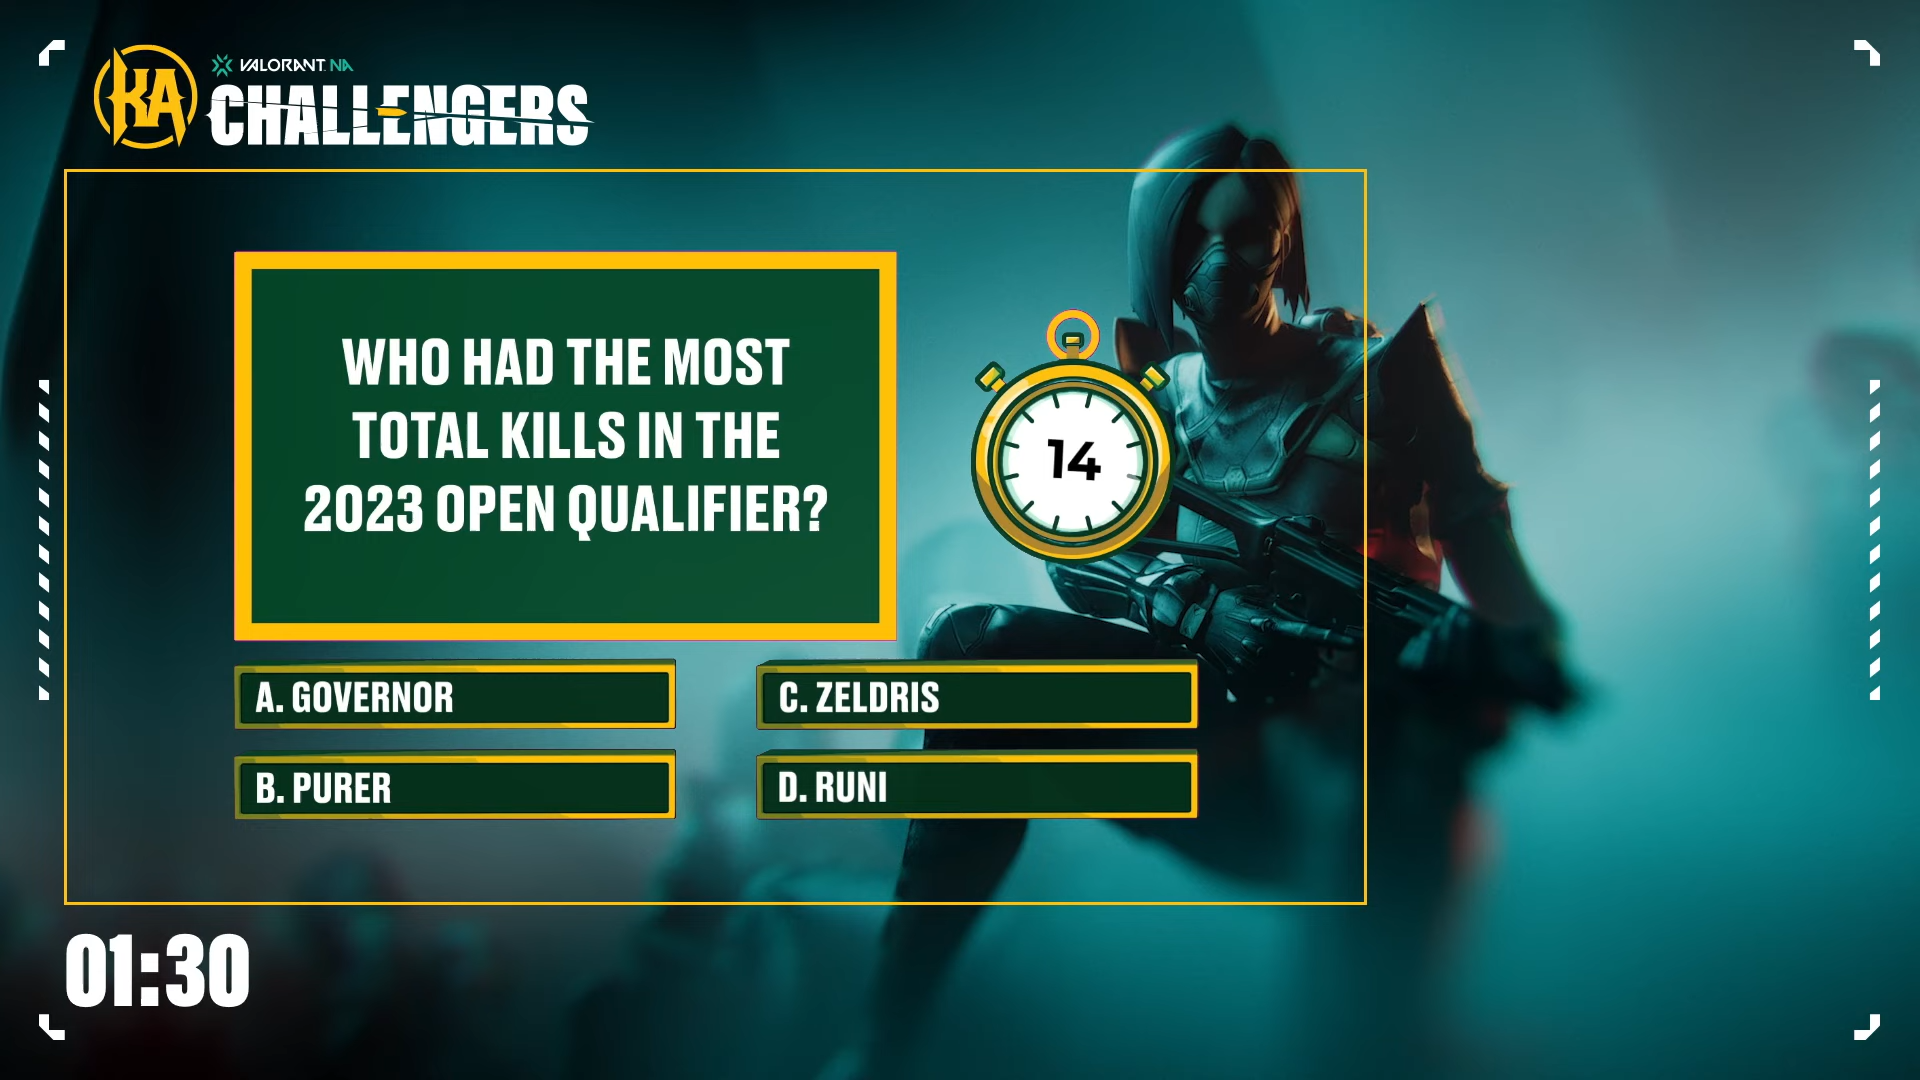 KA
VALORANT NA
CHALLENGERS
WHO HAD THE MOST
TOTAL KILLS IN THE
2023 OPEN QUALIFIER?
14
A. GOVERNOR
C. ZELDRIS
B. PURER
D. RUNI
01:30